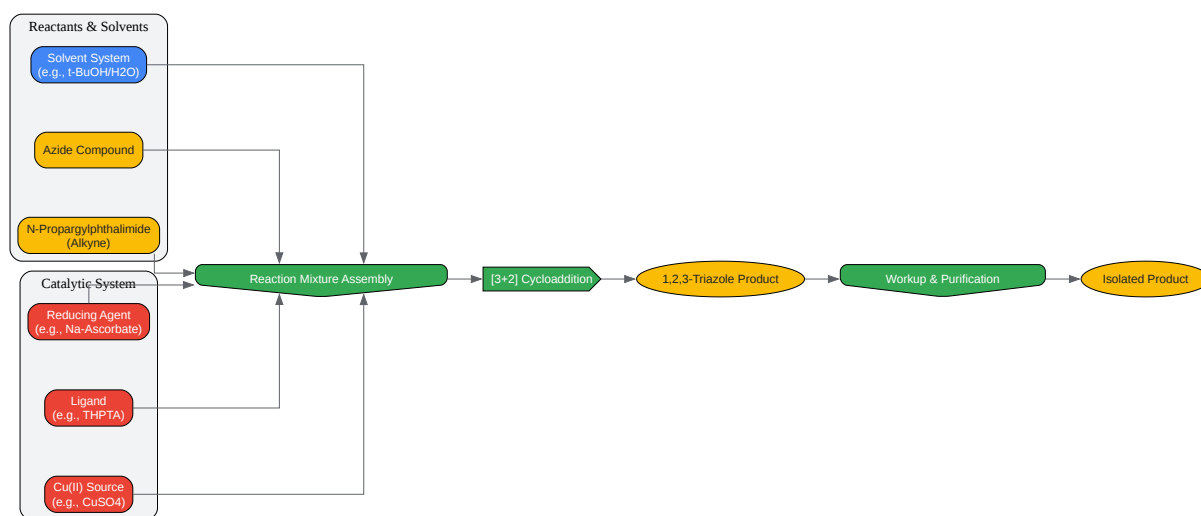 Reactants & Solvents
Solvent System
(e.g., t-BuOH/H2O)
Azide Compound
N-Propargylphthalimide
(Alkyne)
Catalytic System
Reducing Agent
(e.g., Na-Ascorbate)
Ligand
(e.g., THPTA)
Cu(II) Source
(e.g., CuSO4)
Reaction Mixture Assembly
[3+2] Cycloaddition
1,2,3-Triazole Product
Workup & Purification
Isolated Product